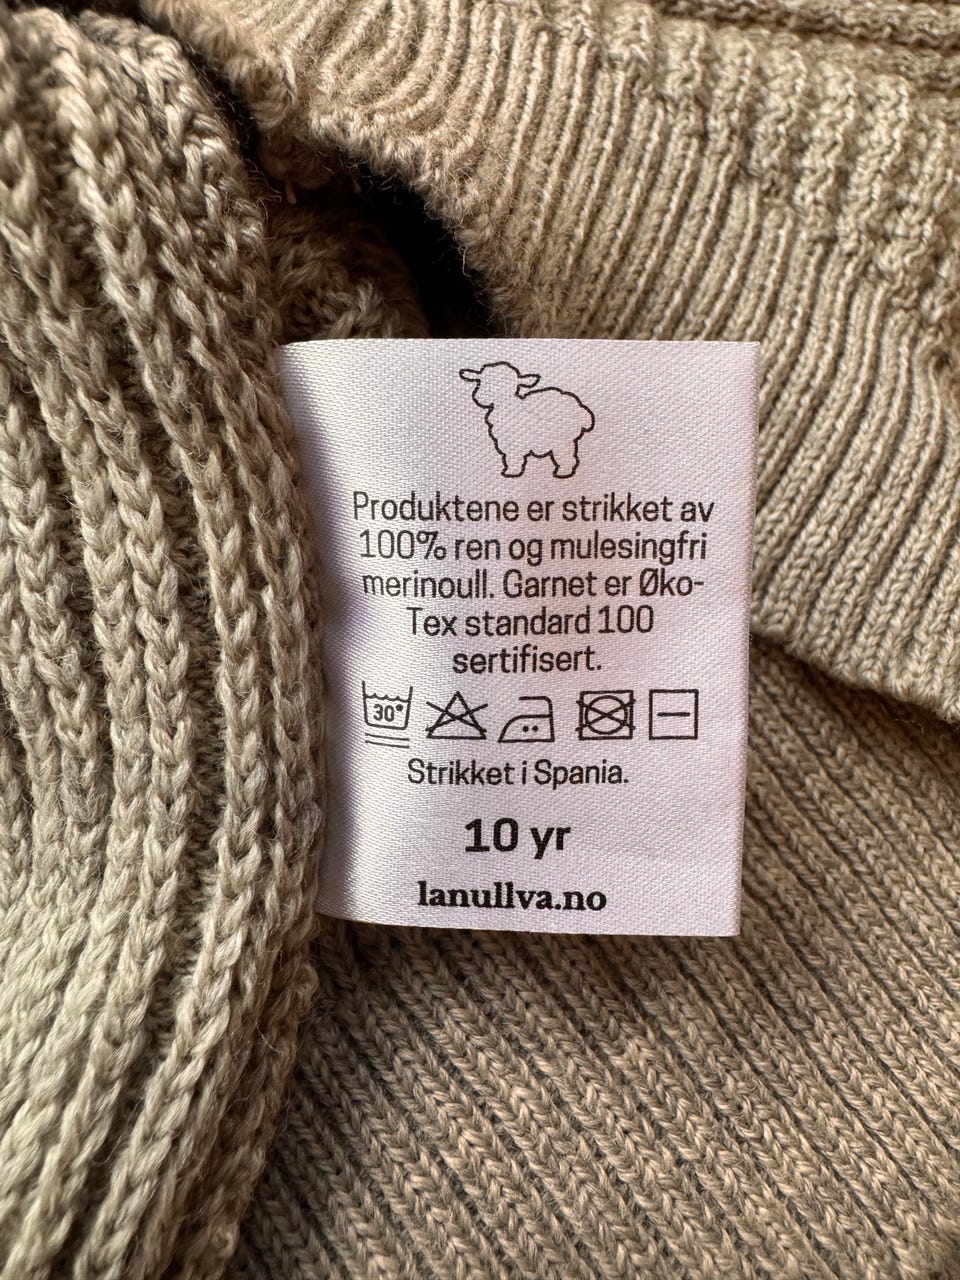 Produktene er strikket av
100% ren og mulesingfri
merinoull. Garnet er Øko-
Tex standard 100
sertifisert.
30°
Strikket i Spania.
10 yr
lanullva.no